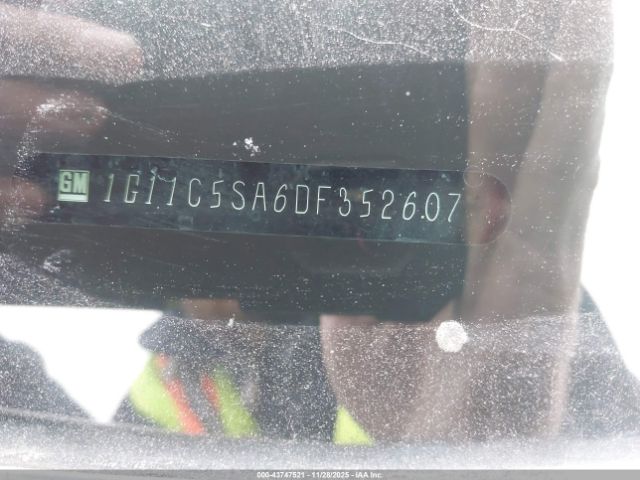 GM 1G11C5SA6DF352607
000-43747521 - 11/28/2025 - IAA Inc.